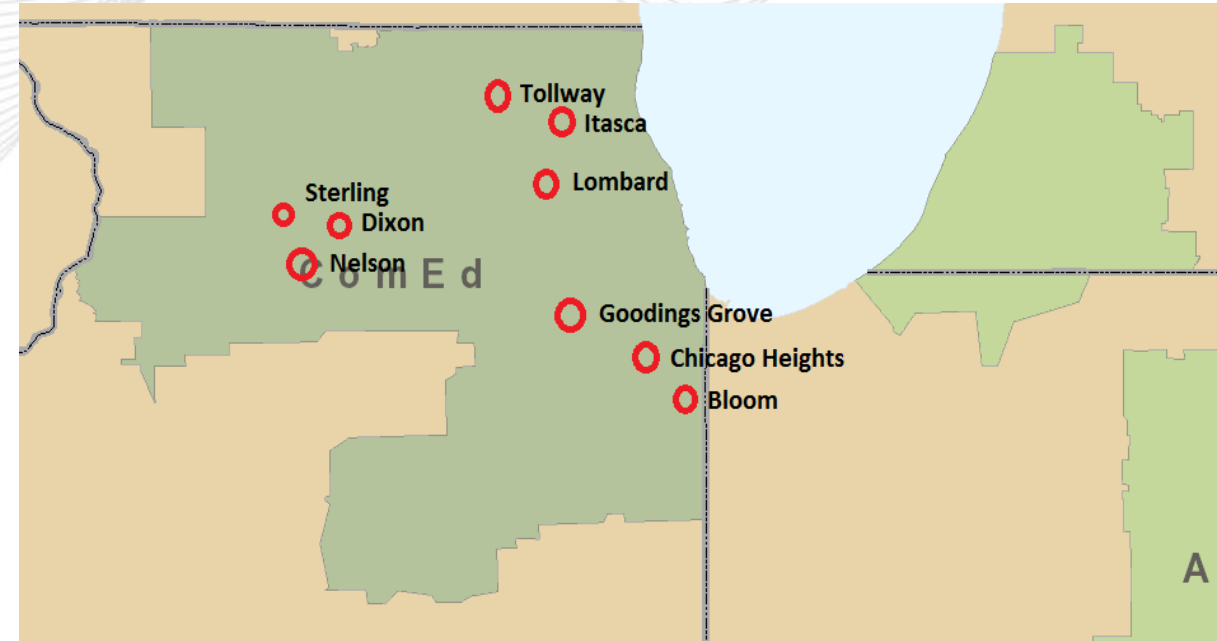 Tollway
Itasca
Lombard
Sterling
Dixon
Nelson
ComEd
Goodings Grove
Chicago Heights
Bloom
A